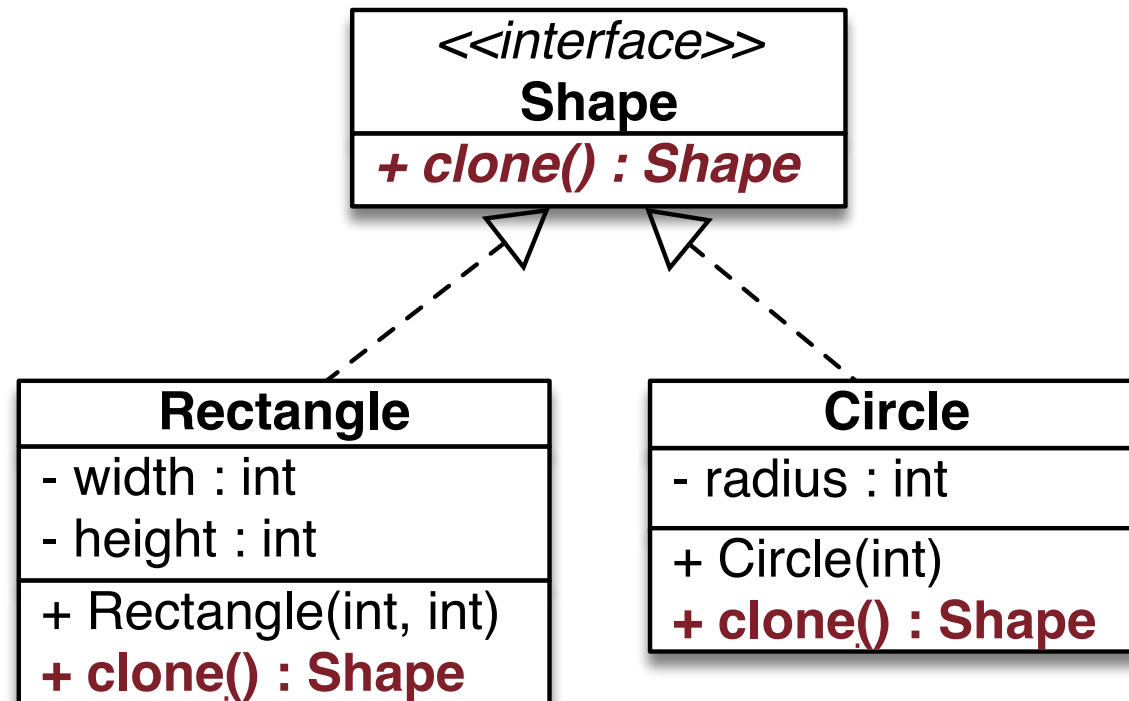 <<interface>>
Shape
+ clone() : Shape
Rectangle
- width : int
- height : int
+ Rectangle(int, int)
+ clone() : Shape
Circle
- radius : int
+ Circle(int)
+ clone() : Shape